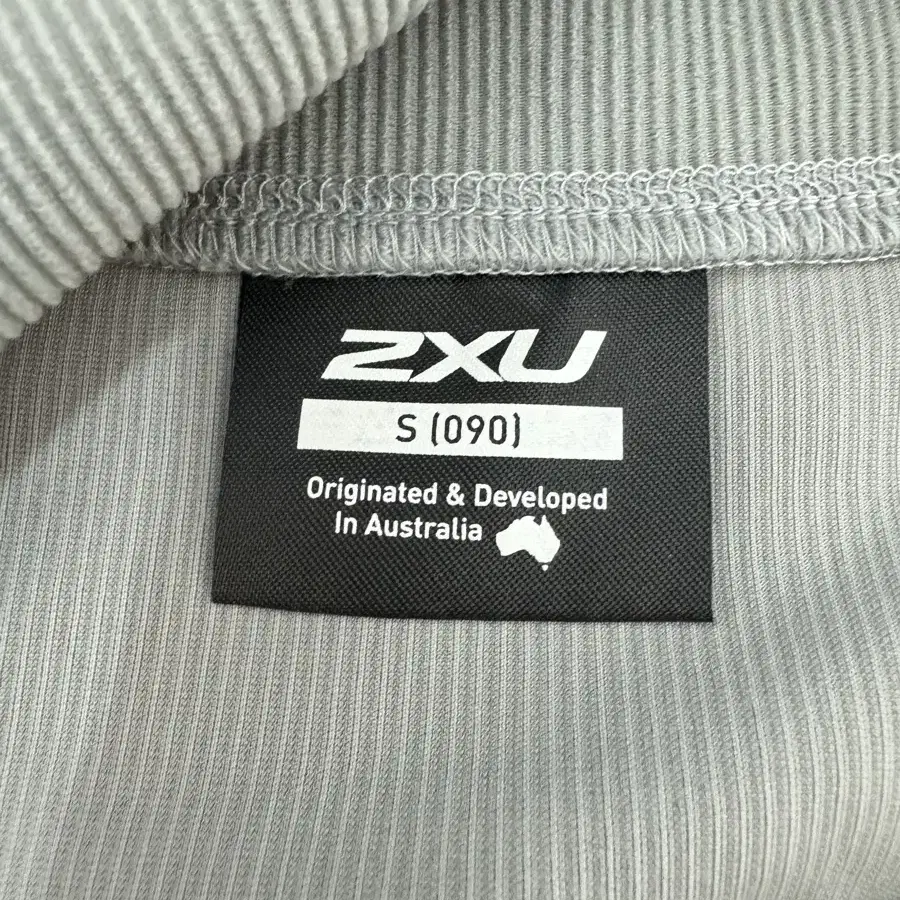 2XU
S (090)
Originated & Developed
In Australia